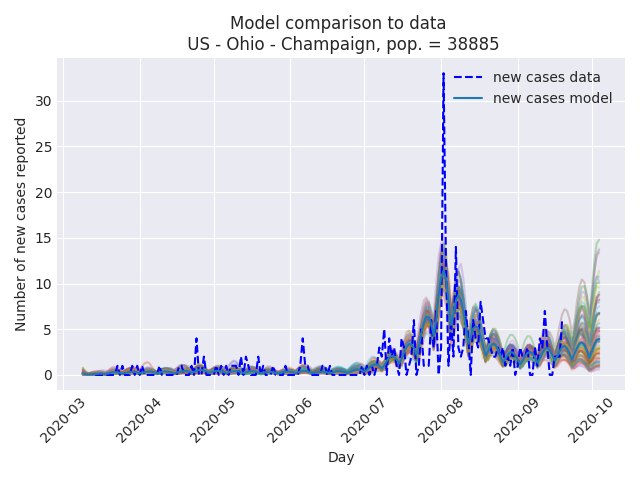 Model comparison to data
US - Ohio - Champaign, pop. = 38885
new cases data
new cases model
Number of new cases reported
30
25
20
15
10
5
0
2020-03
2020-04
2020-05
2020-06
2020-07
2020-08
2020-09
2020-10
Day